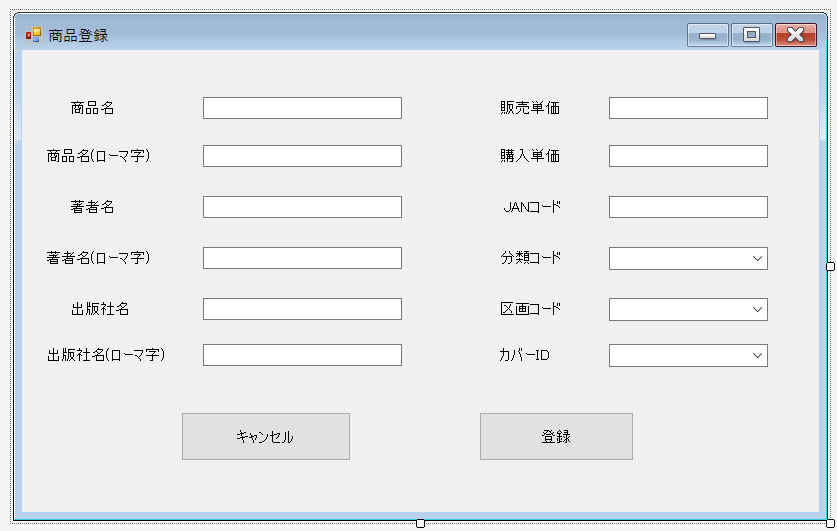 商品登録
商品名
販売単価
商品名(ローマ字)
購入単価
著者名
JANコード
著者名(ローマ字)
分類コード
出版社名
区画コード
出版社名(ローマ字)
カバーID
キャンセル
登録